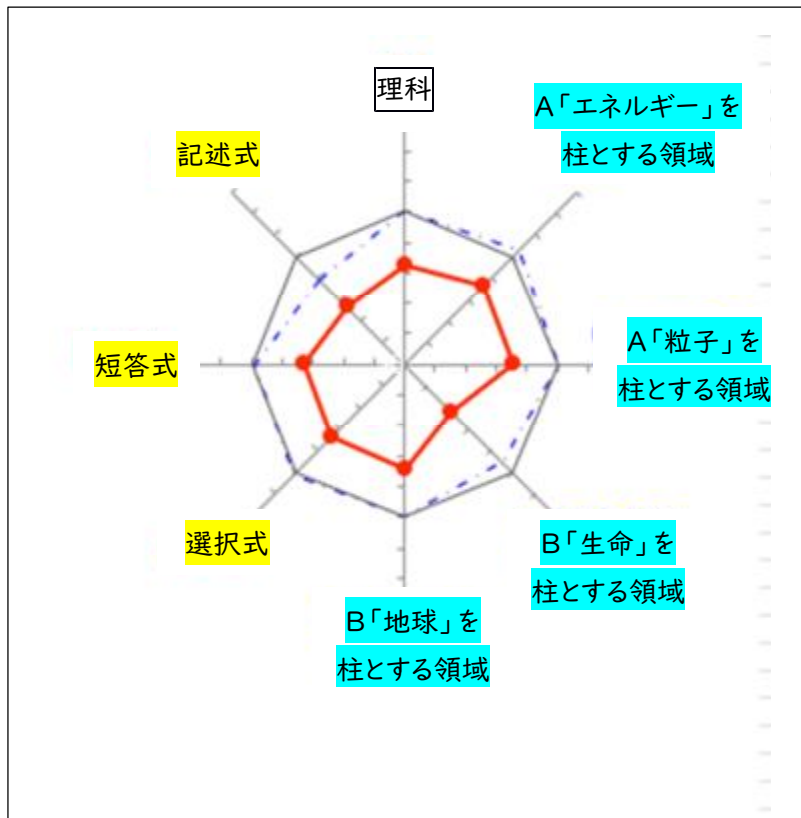 理科
A「エネルギー」を
柱とする領域
記述式
A「粒子」を
柱とする領域
短答式
選択式
B「生命」を
柱とする領域
B「地球」を
柱とする領域